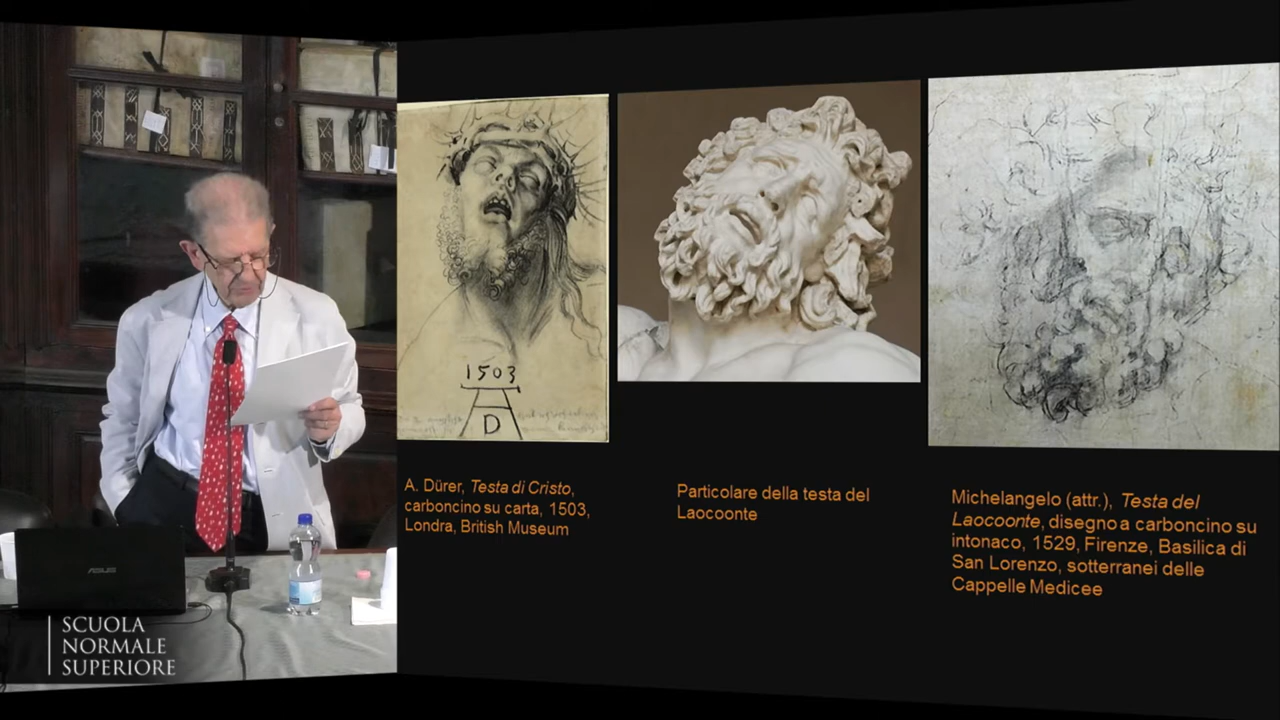 1503
D
A. Dürer, Testa di Cristo,
carboncino su carta, 1503,
Londra, British Museum
Particolare della testa del
Laocoonte
Michelangelo (attr.), Testa del
Laocoonte, disegno a carboncino su
intonaco, 1529, Firenze, Basilica di
San Lorenzo, sotterranei delle
Cappelle Medicee
ASUS
SCUOLA
NORMALE
SUPERIORE